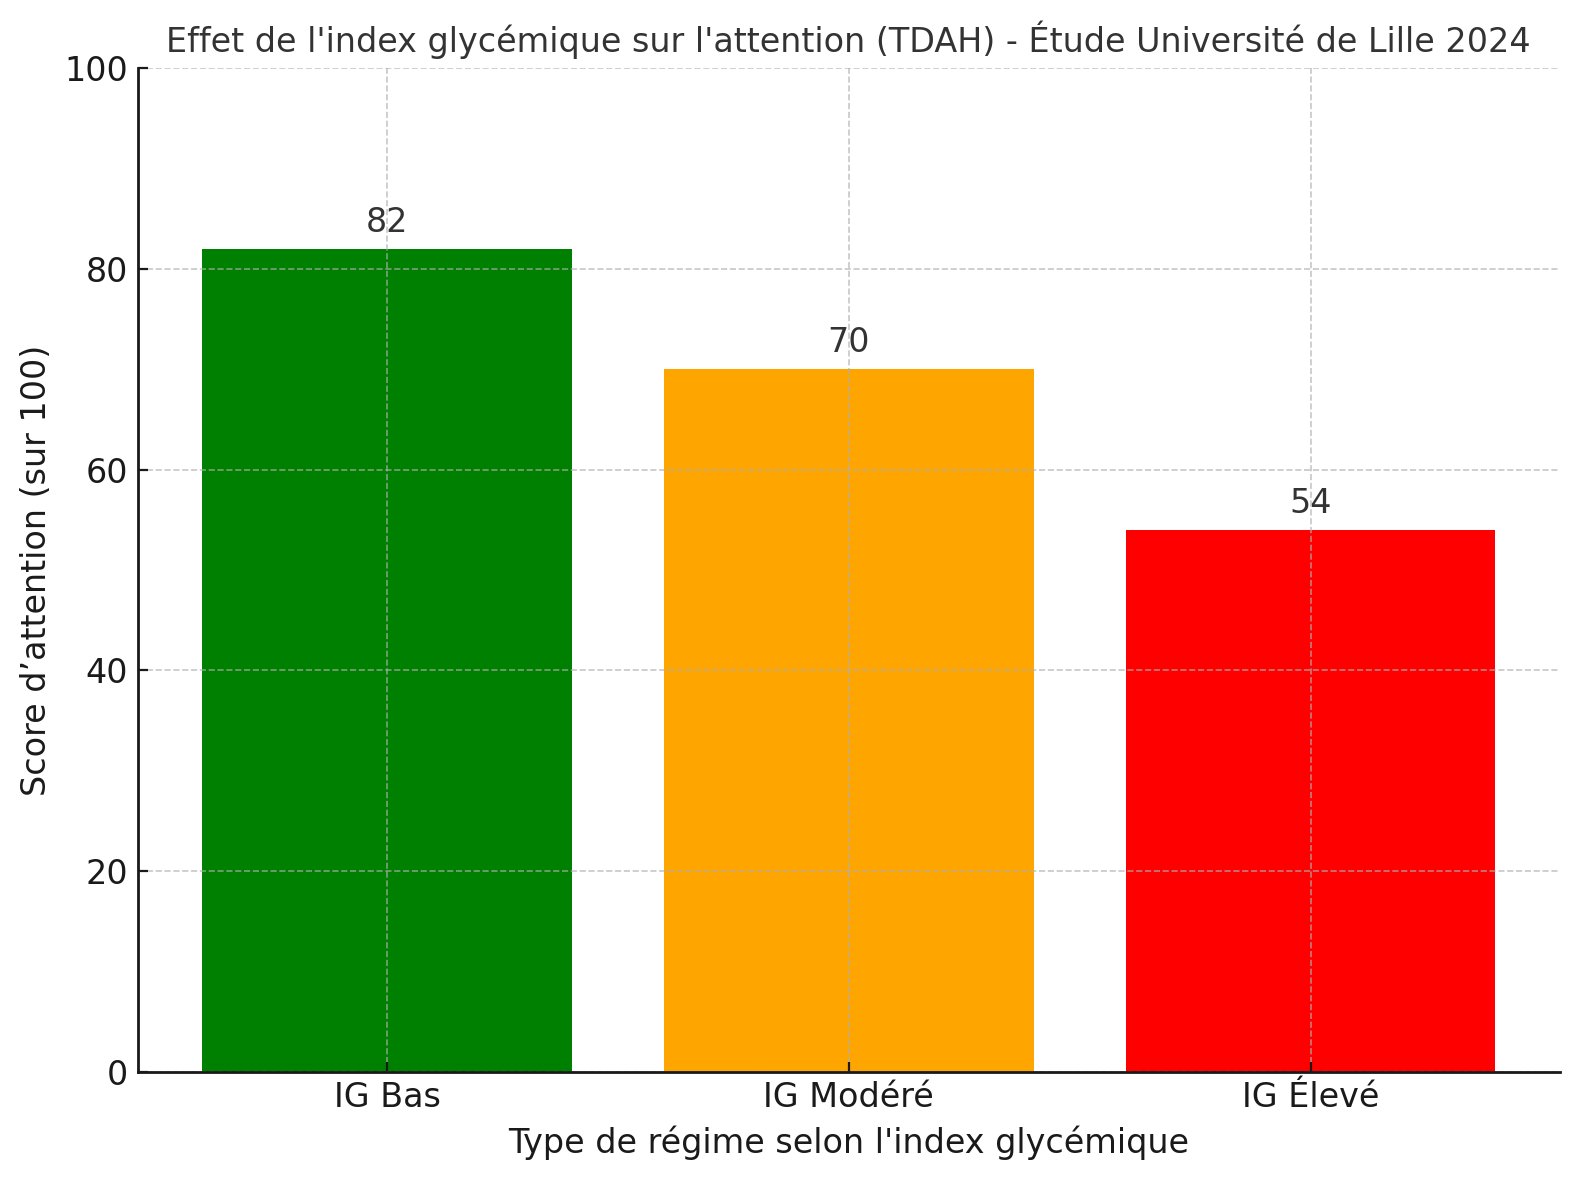 Effet de l'index glycémique sur l'attention (TDAH) - Étude Université de Lille 2024
100
80
60
40
20
0
Score d’attention (sur 100)
82
70
54
IG Bas
IG Modéré
IG Élevé
Type de régime selon l'index glycémique